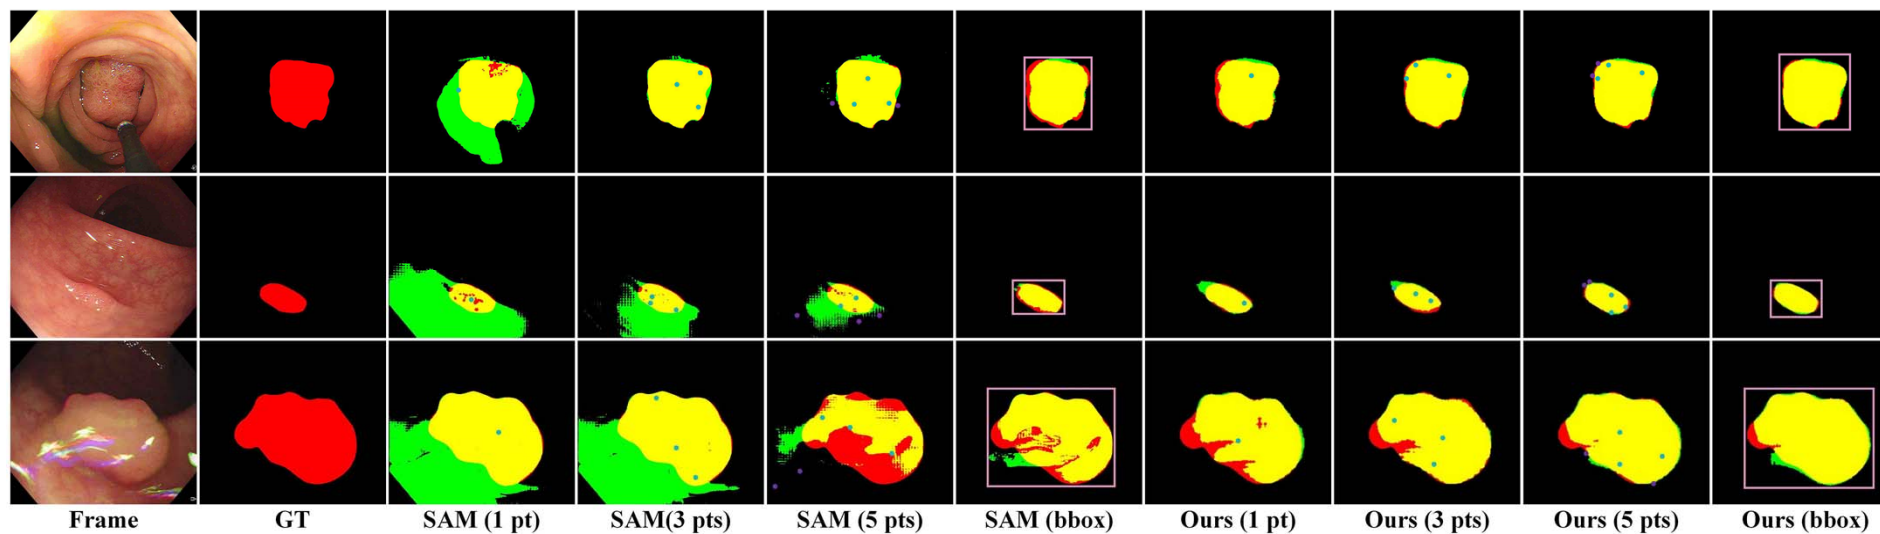 Frame GT SAM (1 pt) SAM(3 pts) SAM (5 pts) SAM (bbox) Ours (1 pt) Ours (3 pts) Ours (5 pts) Ours (bbox)